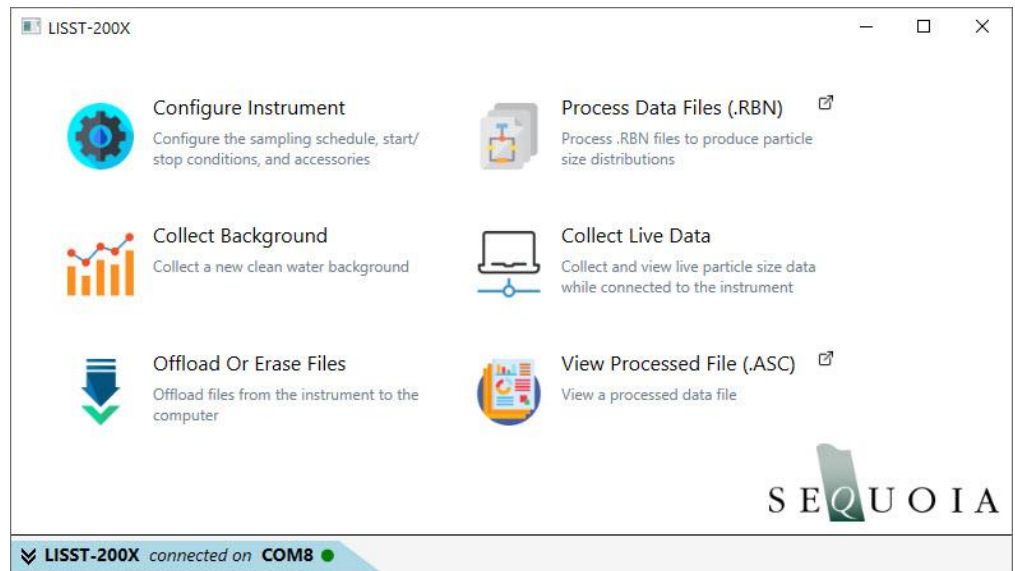 LISST-200X
Configure Instrument
Configure the sampling schedule, start/
stop conditions, and accessories
Process Data Files (.RBN)
Process .RBN files to produce particle
size distributions
Collect Background
Collect a new clean water background
Collect Live Data
Collect and view live particle size data
while connected to the instrument
Offload Or Erase Files
Offload files from the instrument to the
computer
View Processed File (.ASC)
View a processed data file
SEQUOIA
LISST-200X connected on COM8